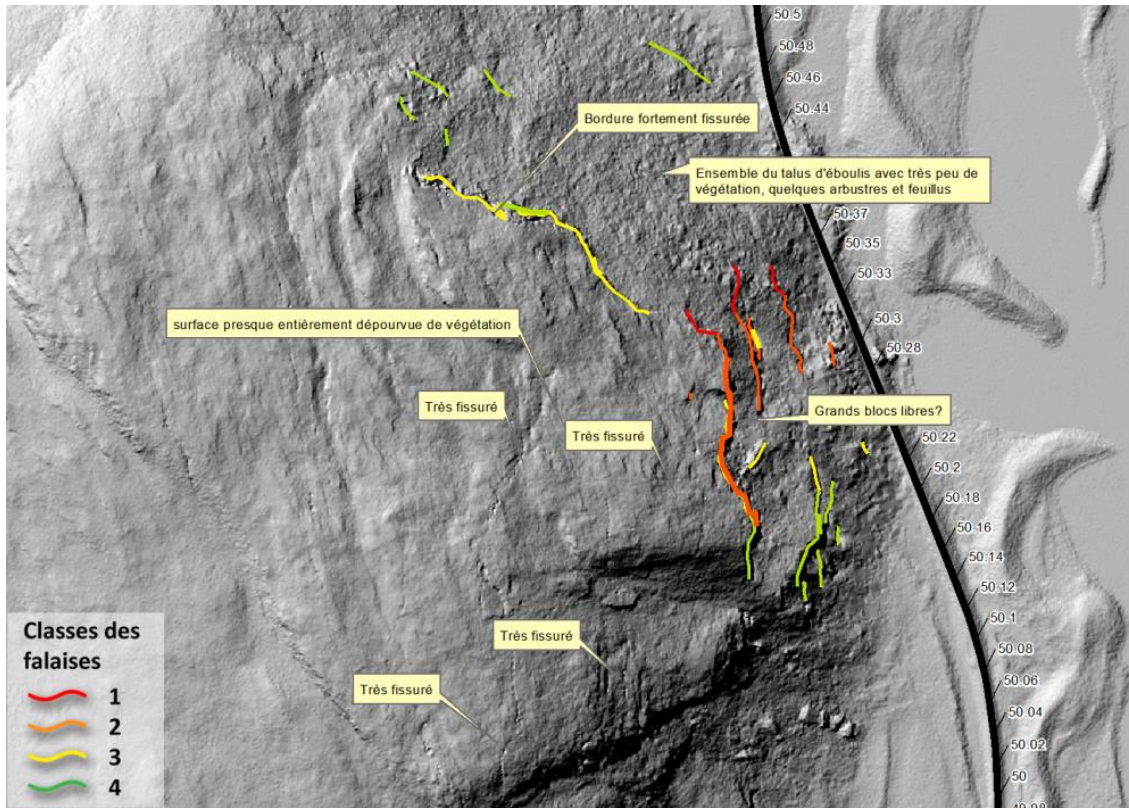 50.5
50.48
50.46
50.44
Bordure fortement fissurée
Ensemble du talus d'éboulis avec très peu de
végétation, quelques arbustres et feuillus
50.37
50.35
50.33
50.3
surface presque entièrement dépourvue de végétation
50.28
Très fissuré
Grands blocs libres?
Très fissuré
50.22
50.2
50.18
50.16
50.14
50.12
50.1
Classes des
falaises
1
2
3
4
Très fissuré
50.08
50.06
Très fissuré
50.04
50.02
50
49.98